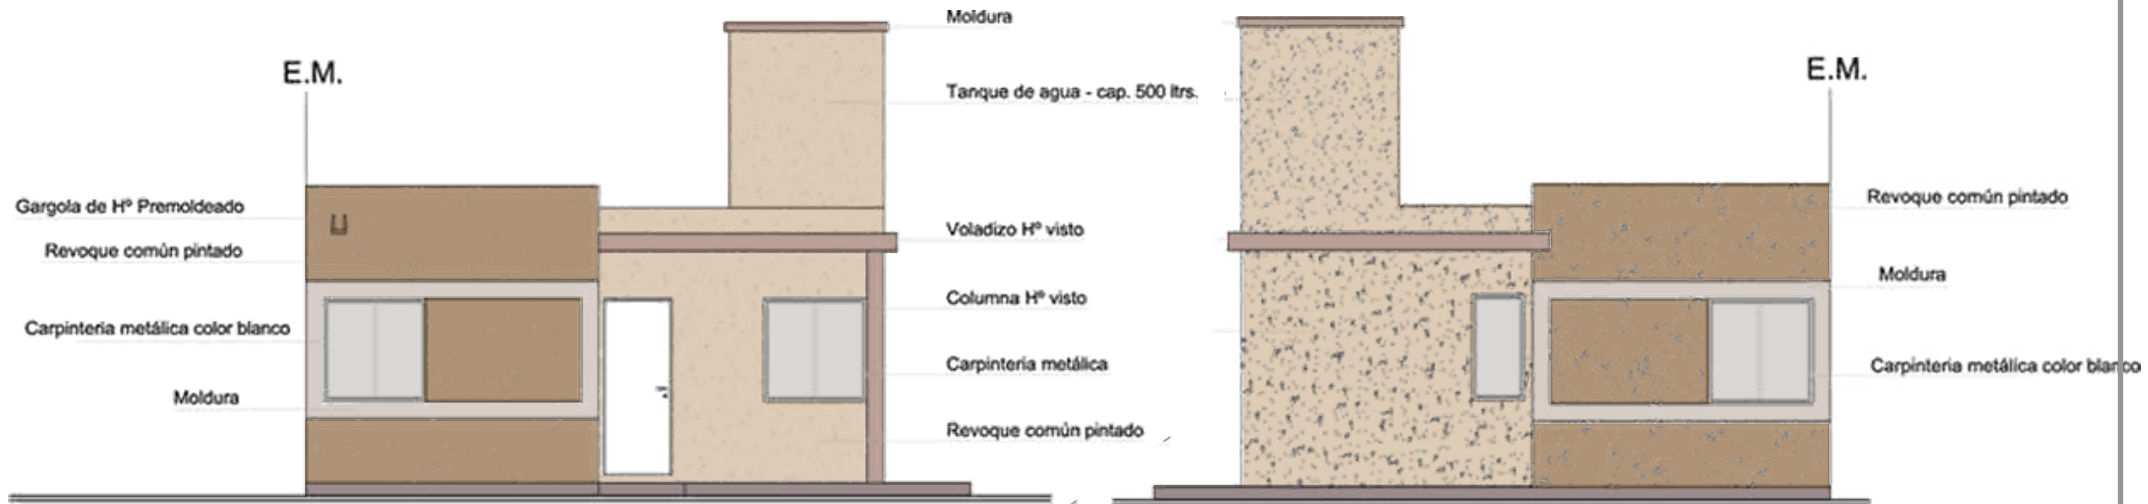 E.M.
Gargola de Hº Premoldeado
Revoque común pintado
Carpinteria metálica color blanco
Moldura
Moldura
Tanque de agua - cap. 500 ltrs.
Voladizo Hº visto
Columna Hº visto
Carpinteria metálica
Revoque común pintado
E.M.
Revoque común pintado
Moldura
Carpinteria metálica color blanco